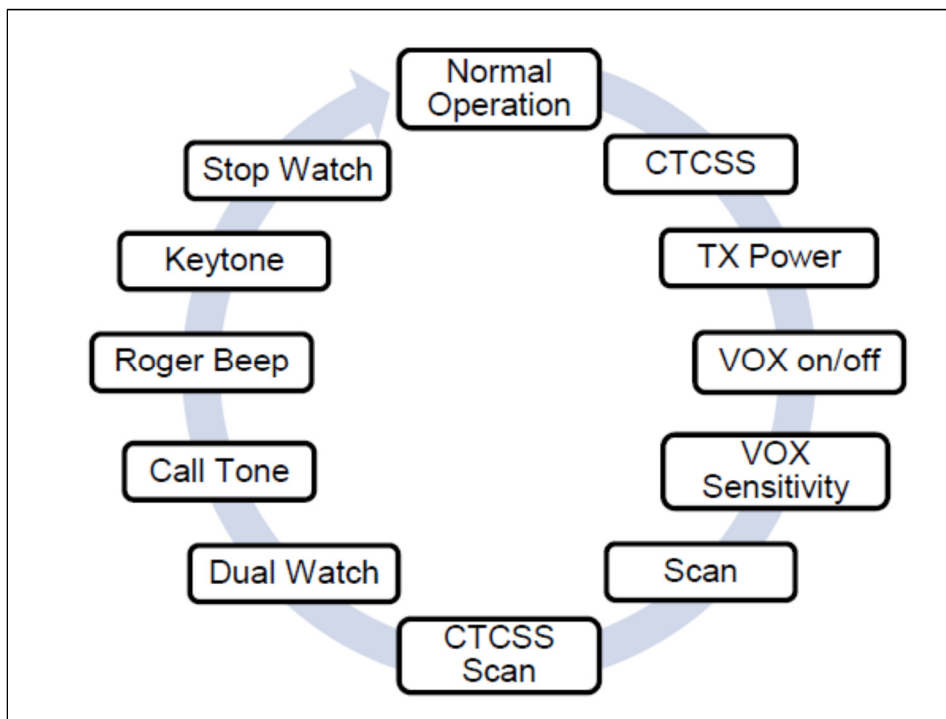 Normal
Operation
CTCSS
TX Power
VOX on/off
VOX
Sensitivity
Scan
CTCSS
Scan
Dual Watch
Call Tone
Roger Beep
Keytone
Stop Watch